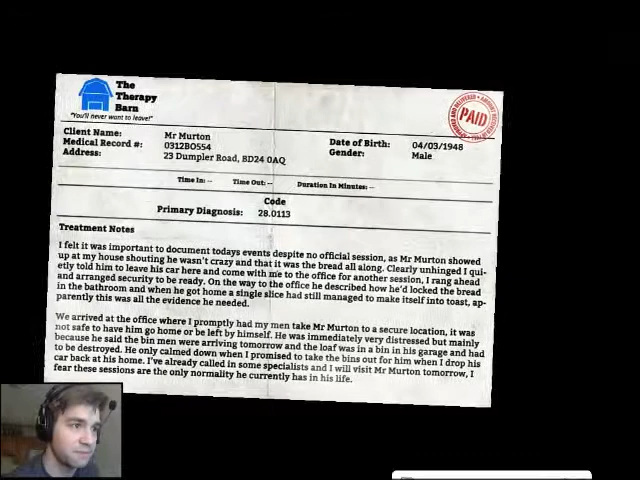 The
Therapy
Barn
"You'll never want to leave!"
PAID
Client Name: Mr Murton
Medical Record #: 0312BO554
Address: 23 Dumpler Road, BD24 0AQ
Date of Birth: 04/03/1948
Gender: Male
Time In: -- Time Out: -- Duration In Minutes: --
Code
Primary Diagnosis: 28.0113
Treatment Notes
I felt it was important to document todays events despite no official session, as Mr Murton showed
up at my house shouting he wasn't crazy and that it was the bread all along. Clearly unhinged I qui-
etly told him to leave his car here and come with me to the office for another session, I rang ahead
and arranged security to be ready. On the way to the office he described how he'd locked the bread
in the bathroom and when he got home a single slice had still managed to make itself into toast, ap-
parently this was all the evidence he needed.
We arrived at the office where I promptly had my men take Mr Murton to a secure location, it was
not safe to have him go home or be left by himself. He was immediately very distressed but mainly
because he said the bin men were arriving tomorrow and the loaf was in a bin in his garage and had
to be destroyed. He only calmed down when I promised to take the bins out for him when I drop his
car back at his home. I've already called in some specialists and I will visit Mr Murton tomorrow, I
fear these sessions are the only normality he currently has in his life.